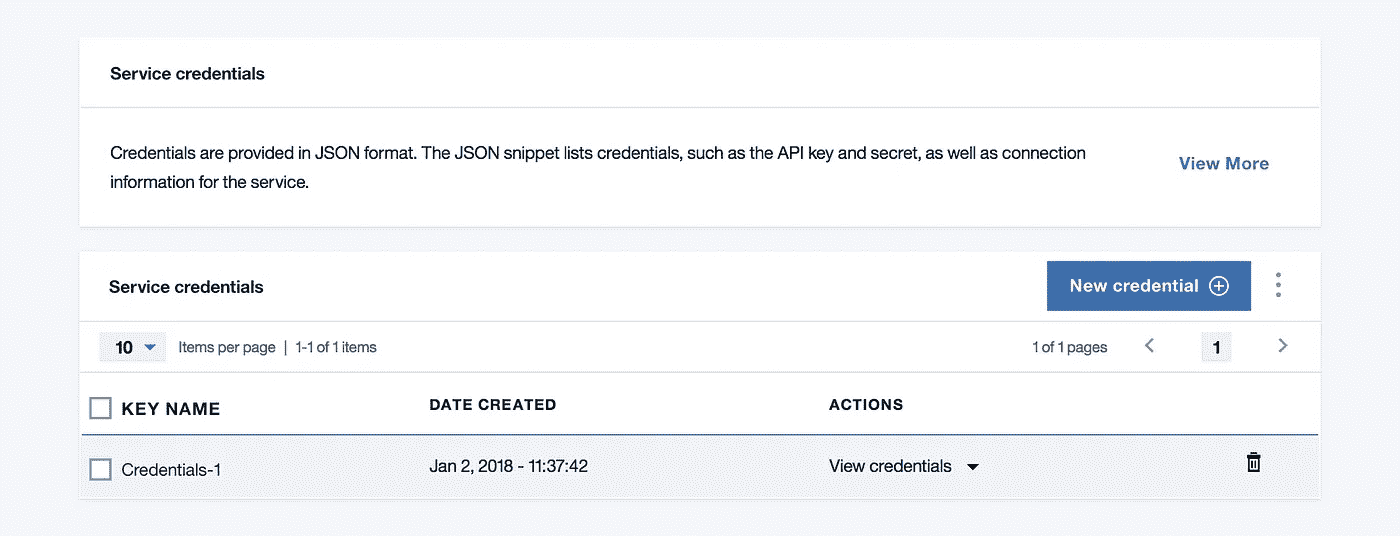 Service credentials
Credentials are provided in JSON format. The JSON snippet lists credentials, such as the API key and secret, as well as connection
information for the service.
View More
Service credentials
New credential
10 Items per page | 1-1 of 1 items
1 of 1 pages 1
KEY NAME DATE CREATED ACTIONS
Credentials-1 Jan 2, 2018 - 11:37:42 View credentials